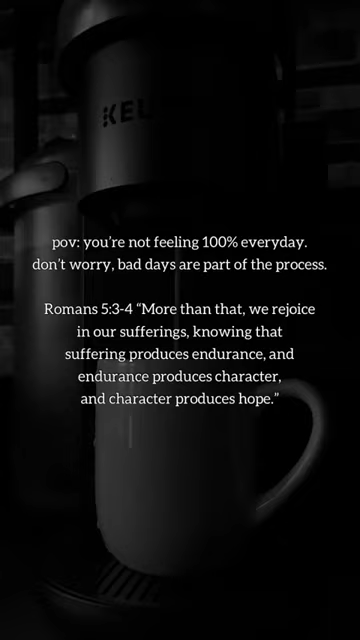 KEL
pov: you're not feeling 100% everyday.
don't worry, bad days are part of the process.
Romans 5:3-4 “More than that, we rejoice
in our sufferings, knowing that
suffering produces endurance, and
endurance produces character,
and character produces hope.”